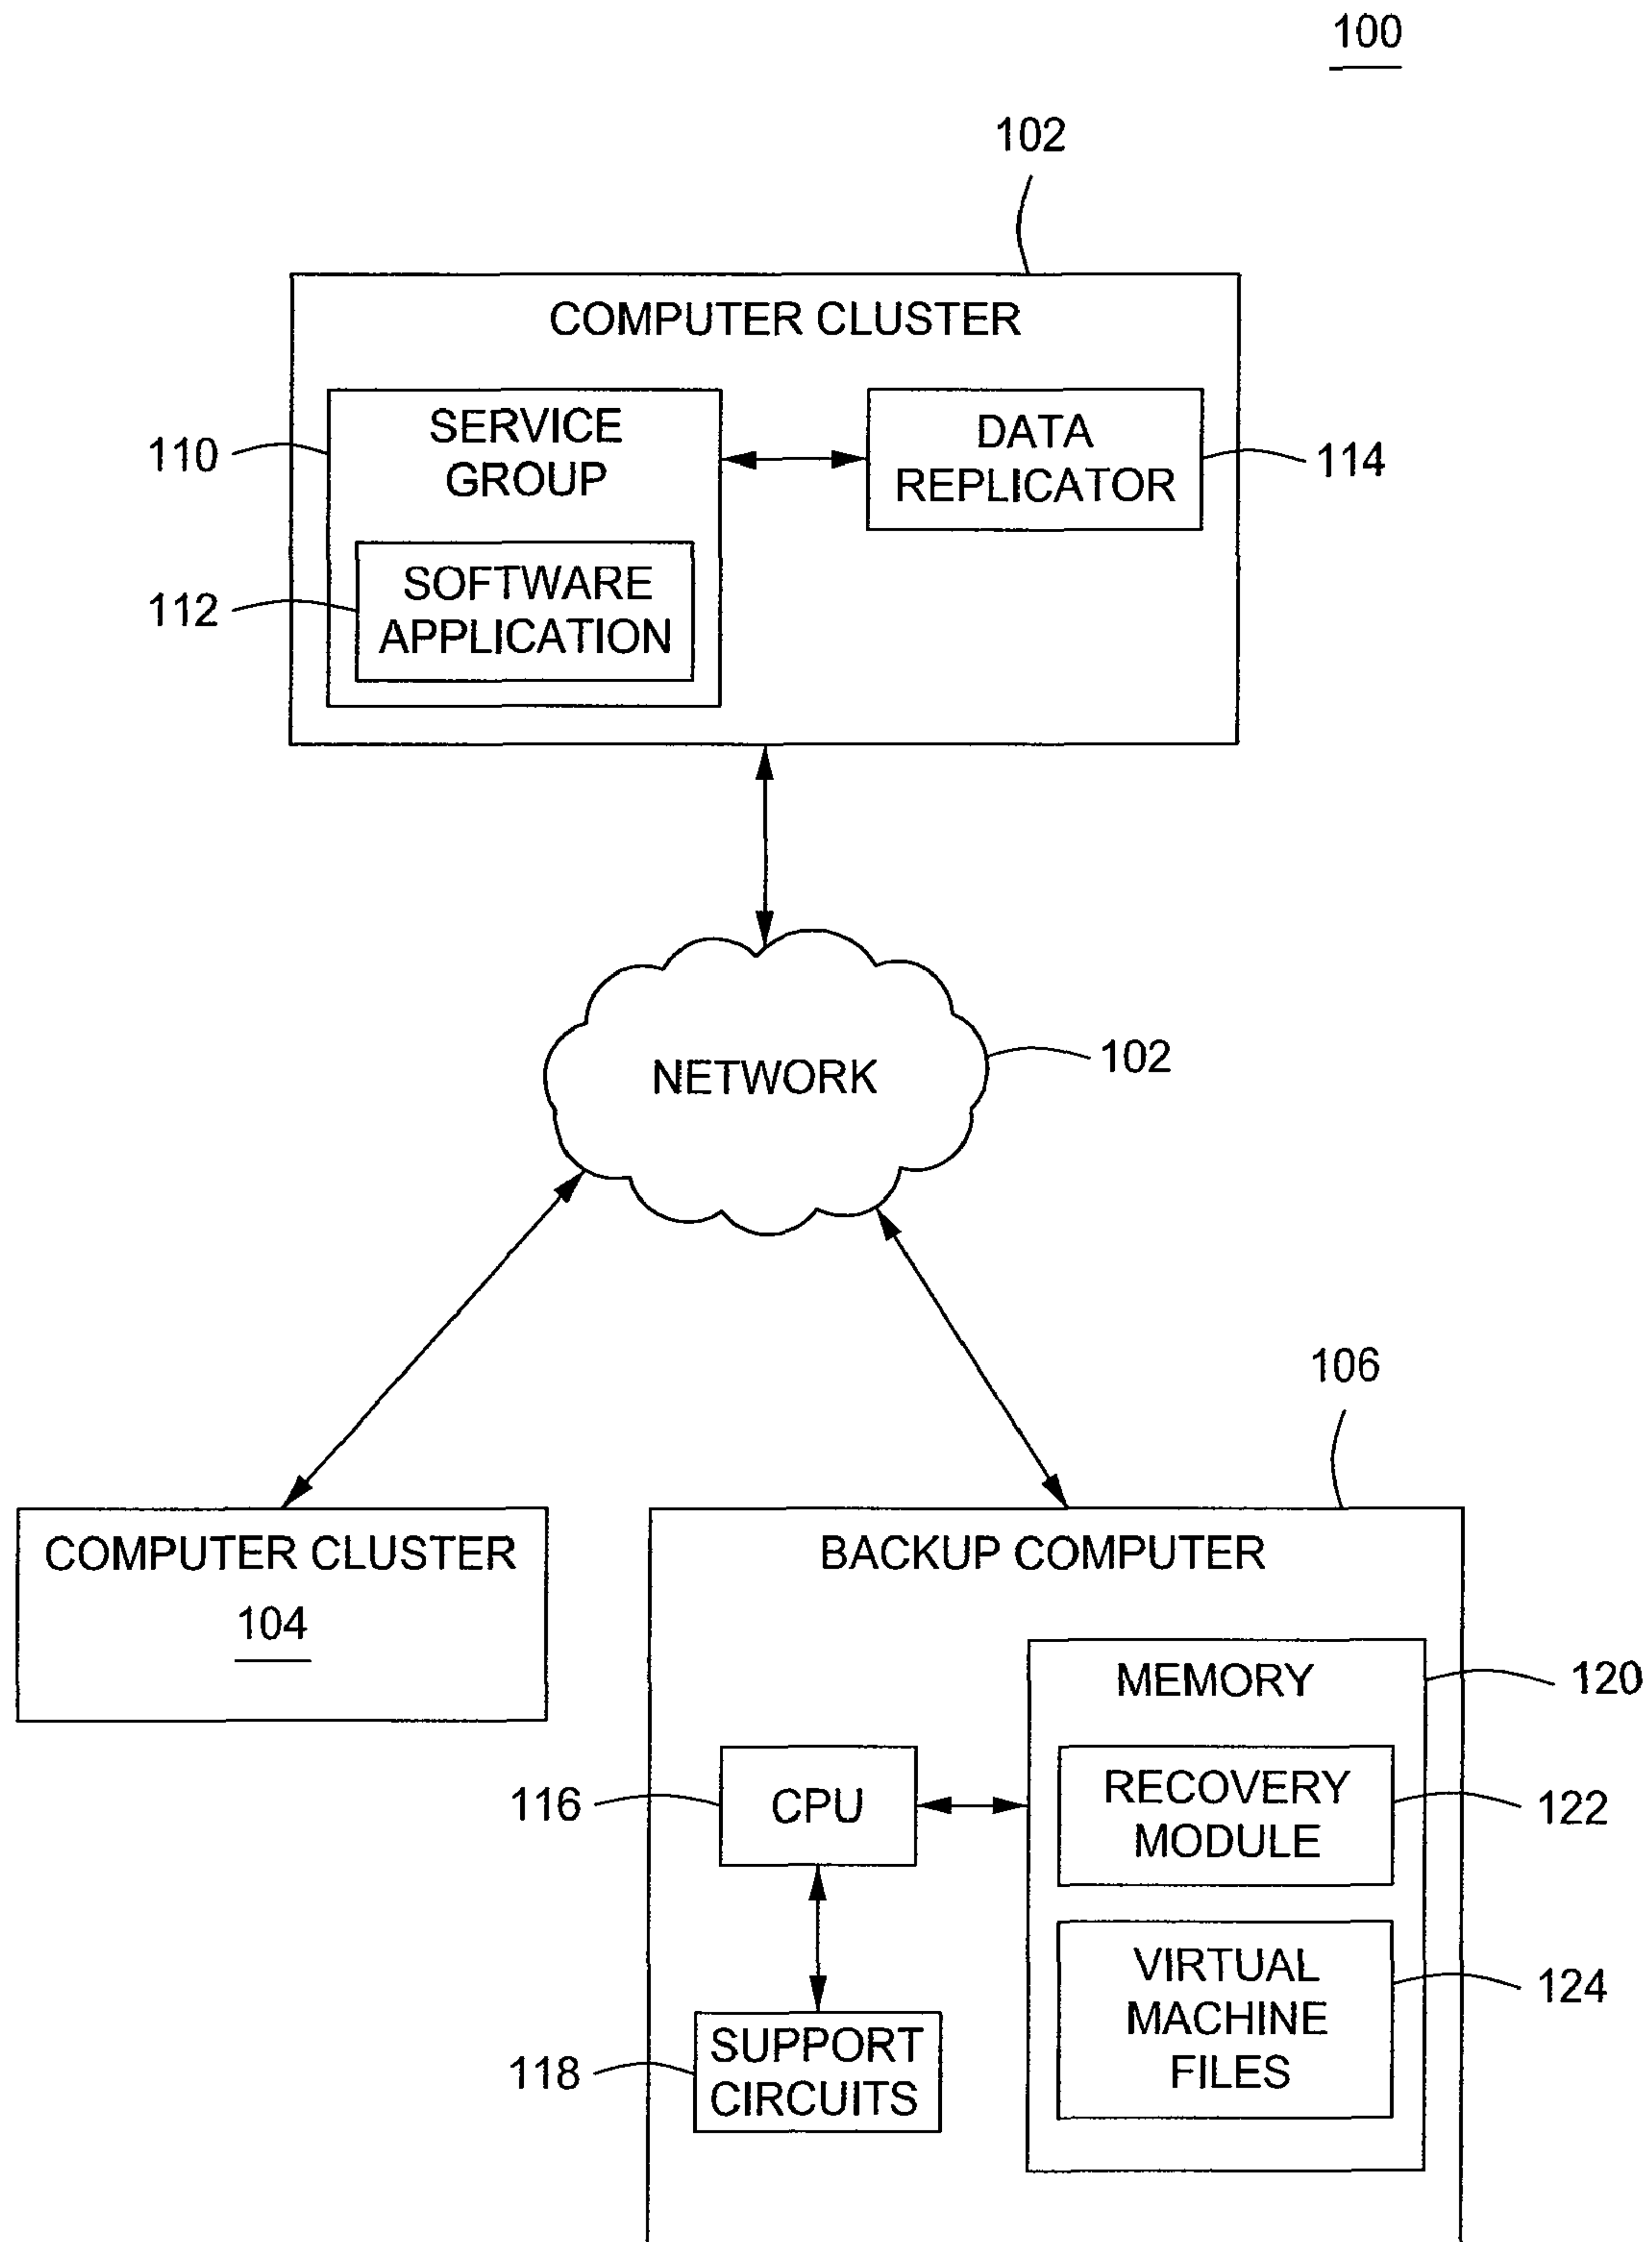 100
102
COMPUTER CLUSTER
110
SERVICE
GROUP
DATA
REPLICATOR
114
112
SOFTWARE
APPLICATION
NETWORK
102
106
COMPUTER CLUSTER
104
BACKUP COMPUTER
MEMORY
120
116
CPU
RECOVERY
MODULE
122
VIRTUAL
MACHINE
FILES
124
118
SUPPORT
CIRCUITS